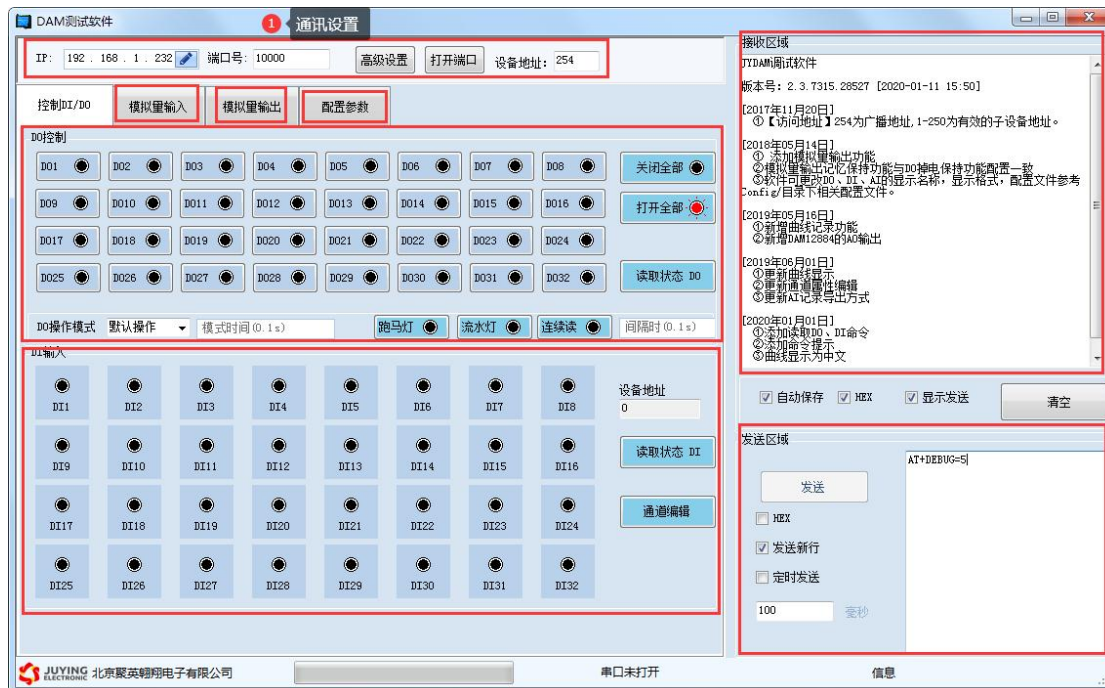 DAM测试软件
1 通讯设置
IP: 192 . 168 . 1 . 232 端口号: 10000 高级设置 打开端口 设备地址: 254
控制DI/DO 模拟量输入 模拟量输出 配置参数
DO控制
DO1 DO2 DO3 DO4 DO5 DO6 DO7 DO8 关闭全部
DO9 DO10 DO11 DO12 DO13 DO14 DO15 DO16 打开全部
DO17 DO18 DO19 DO20 DO21 DO22 DO23 DO24
DO25 DO26 DO27 DO28 DO29 DO30 DO31 DO32 读取状态 DO
DO操作模式 默认操作 模式时间(0.1s) 跑马灯 流水灯 连续读 间隔时(0.1s)
DI输入
DI1 DI2 DI3 DI4 DI5 DI6 DI7 DI8
设备地址
0
DI9 DI10 DI11 DI12 DI13 DI14 DI15 DI16
读取状态 DI
DI17 DI18 DI19 DI20 DI21 DI22 DI23 DI24
通道编辑
DI25 DI26 DI27 DI28 DI29 DI30 DI31 DI32
接收区域
JYDAM调试软件
版本号: 2.3.7315.28527 [2020-01-11 15:50]
[2017年11月20日]
①【访问地址】254为广播地址,1-250为有效的子设备地址。
[2018年05月14日]
① 添加模拟量输出功能
②模拟量输出记忆保持功能与DO掉电保持功能配置一致
③软件可更改DO、DI、AI的显示名称，显示格式，配置文件参考
Config/目录下相关配置文件。
[2019年05月16日]
①新增曲线记录功能
②新增DAM12884的AO输出
[2019年06月01日]
①更新曲线显示
②更新通道属性编辑
③更新AI记录导出方式
[2020年01月01日]
①添加读取DO、DI命令
②添加命令提示
③曲线显示为中文
自动保存 HEX 显示发送 清空
发送区域
AT+DEBUG=5
发送
HEX
发送新行
定时发送
100 毫秒
JUYING ELECTRONIC 北京聚英翱翔电子有限公司 串口未打开 信息